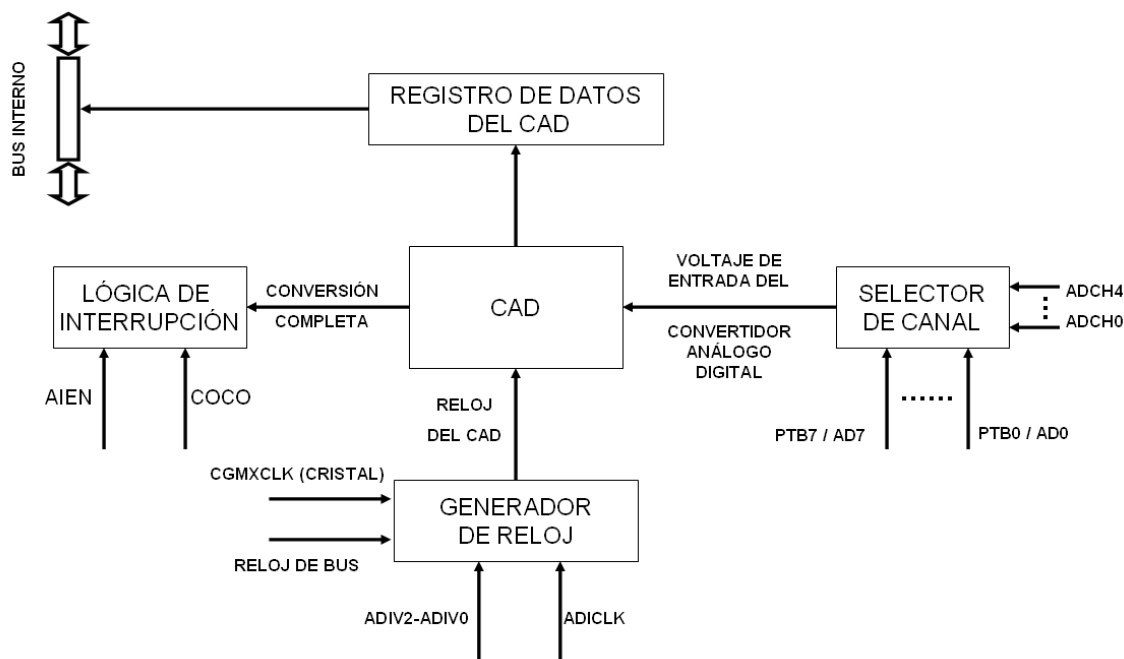 BUS INTERNO
REGISTRO DE DATOS
DEL CAD
LÓGICA DE
INTERRUPCIÓN
CONVERSIÓN
COMPLETA
CAD
VOLTAJE DE
ENTRADA DEL
CONVERTIDOR
ANÁLOGO
DIGITAL
SELECTOR
DE CANAL
ADCH4
ADCH0
AIEN
COCO
RELOJ
DEL CAD
PTB7 / AD7
PTB0 / AD0
CGMXCLK (CRISTAL)
RELOJ DE BUS
GENERADOR
DE RELOJ
ADIV2-ADIV0
ADICLK